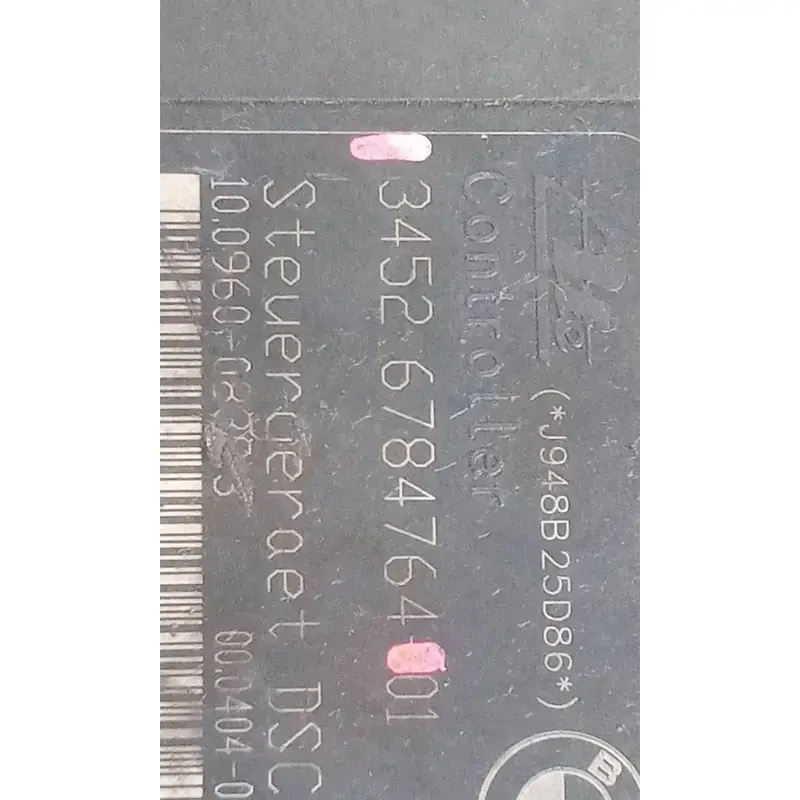 (*J948B25D86*)
B
Controller
3452 6784764-01
Steuergeraet DSC
00.0404-0